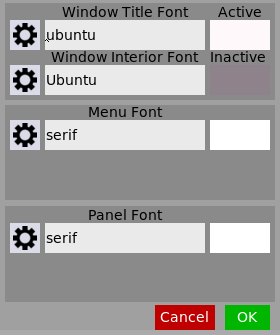 Window Title Font Active
ubuntu
Window Interior Font Inactive
Ubuntu
Menu Font
serif
Panel Font
serif
Cancel OK